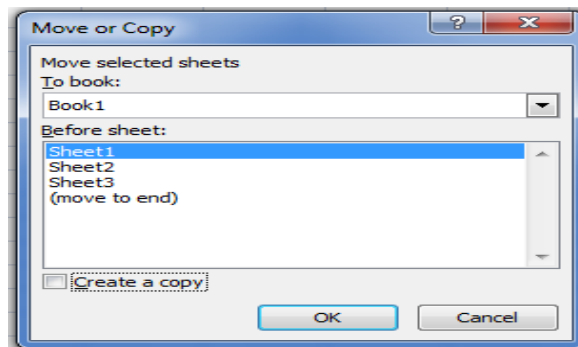 Move or Copy
Move selected sheets
To book:
Book1
Before sheet:
Sheet1
Sheet2
Sheet3
(move to end)
Create a copy
OK
Cancel